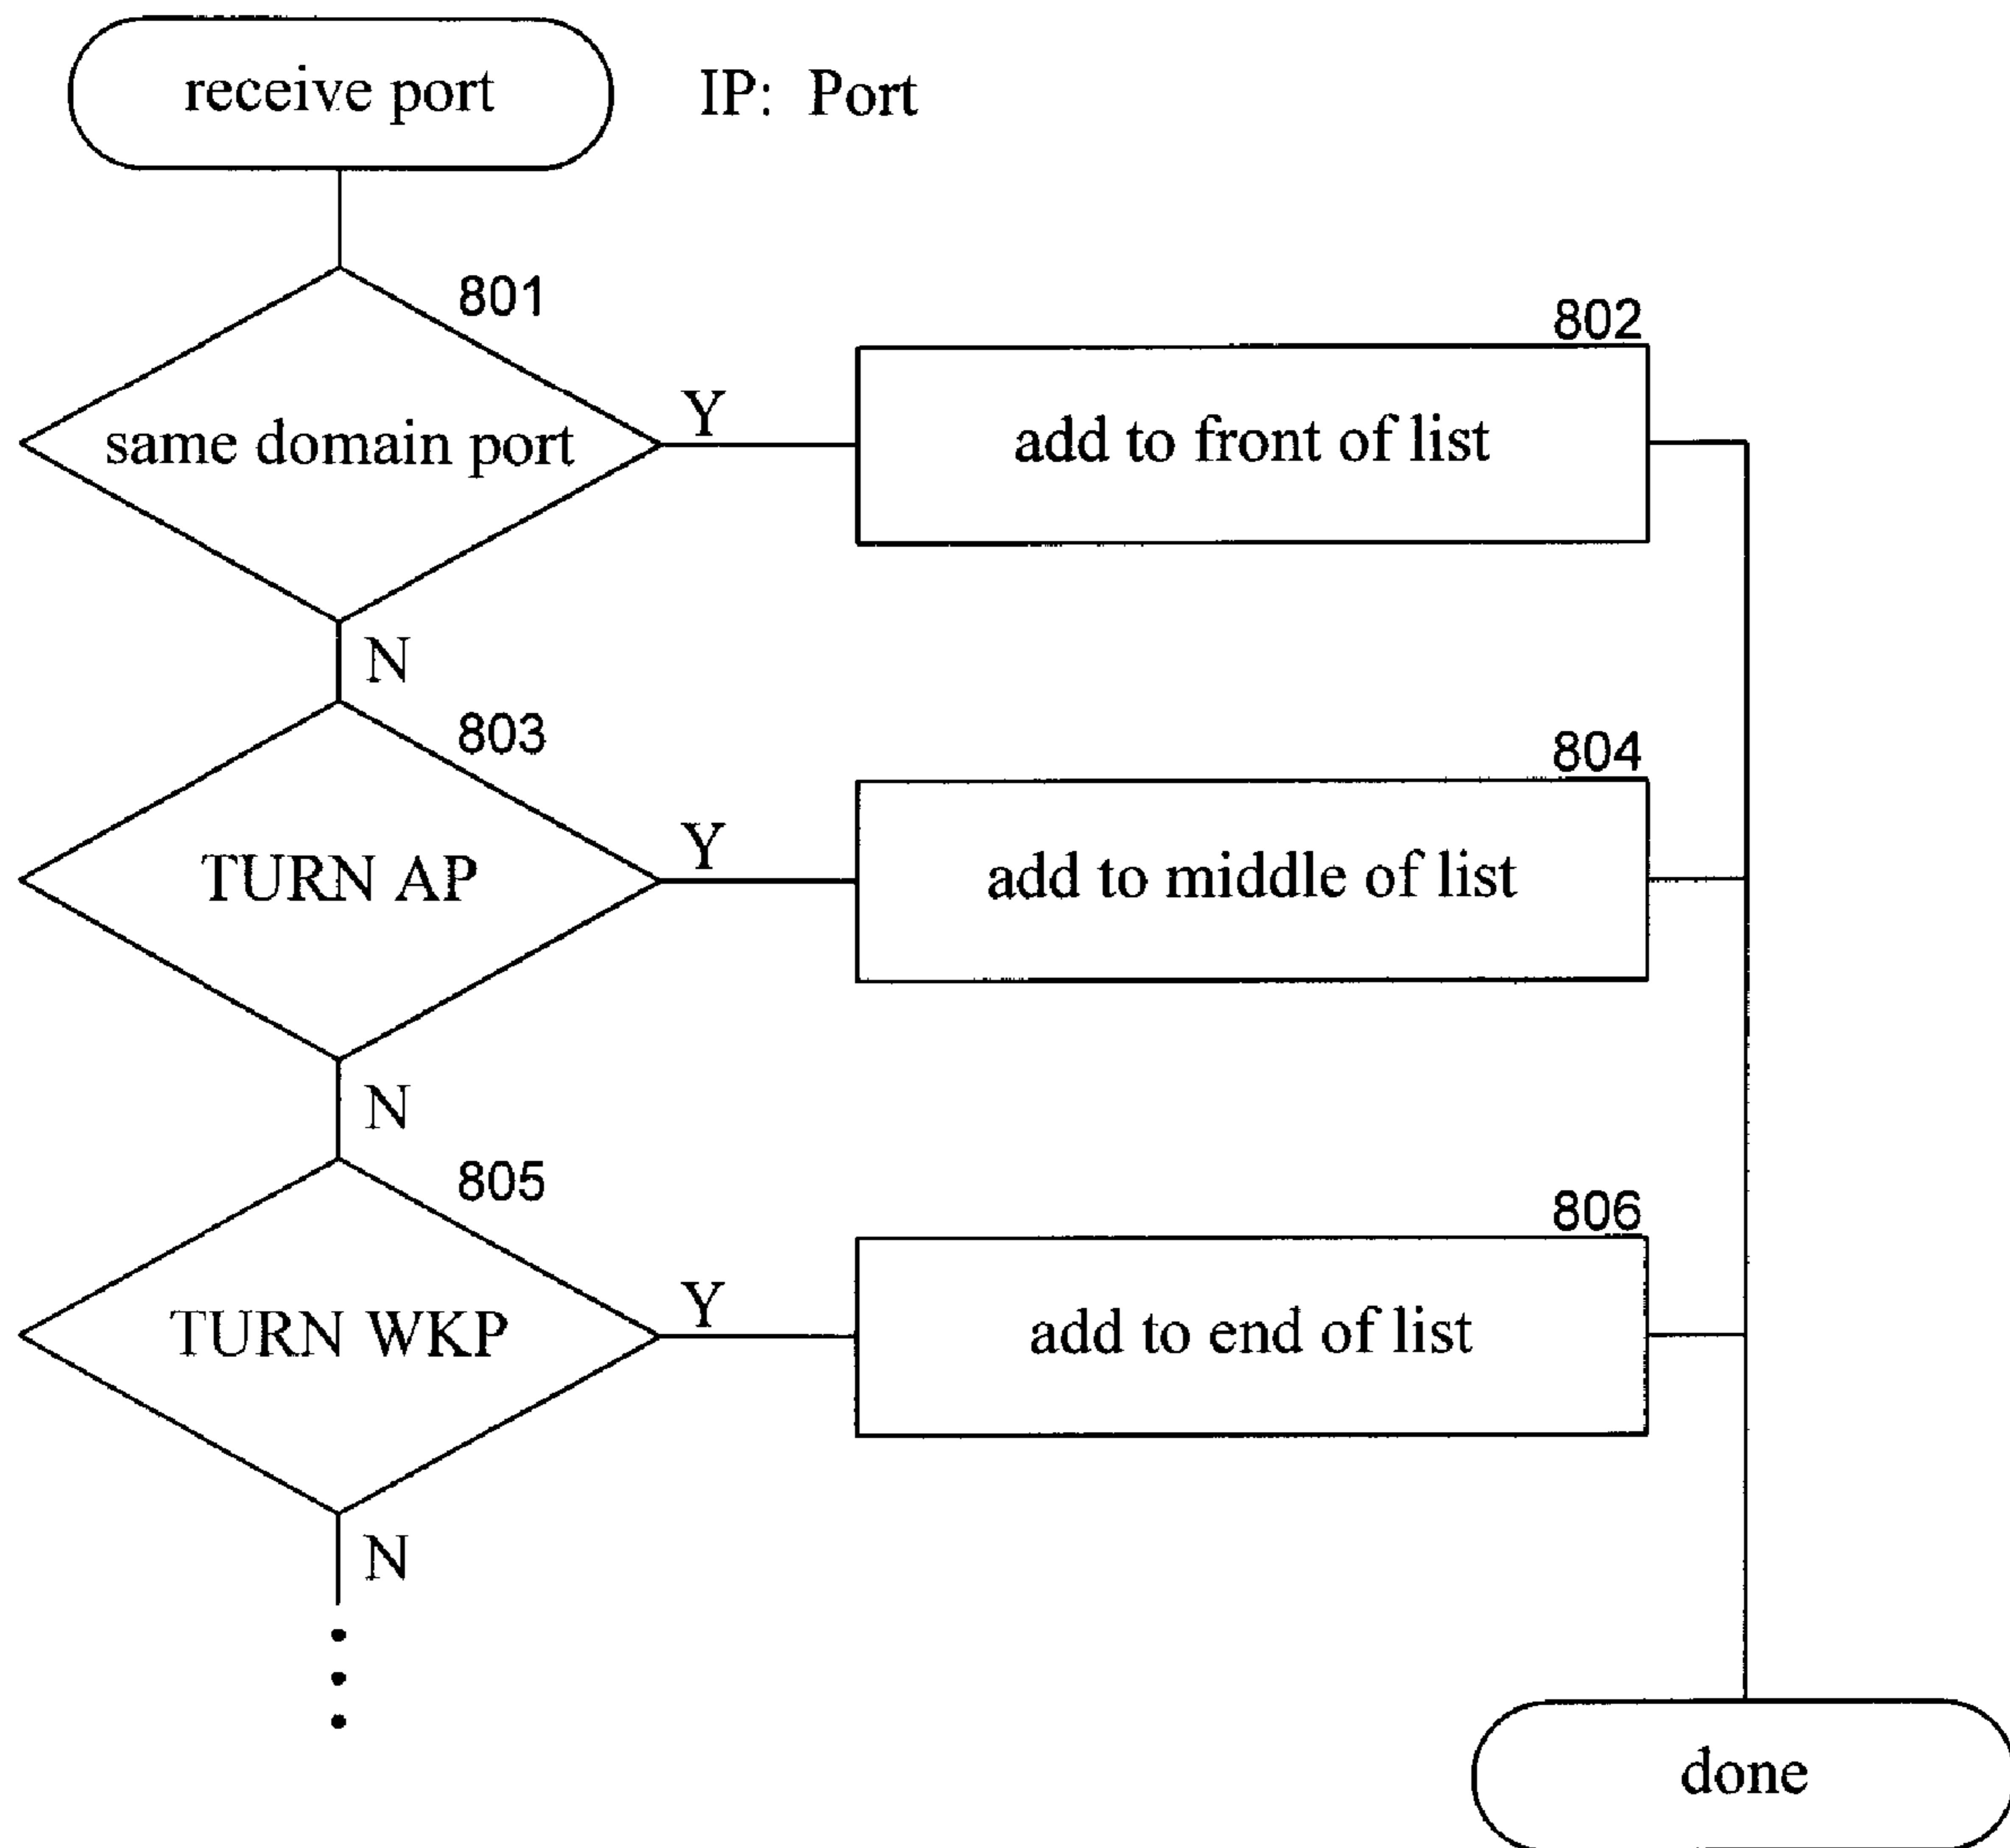 receive port
IP: Port
801
same domain port
Y
802
add to front of list
N
803
TURN AP
Y
804
add to middle of list
N
805
TURN WKP
Y
806
add to end of list
N
done